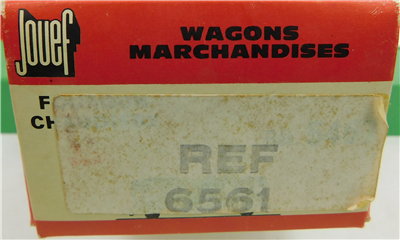 Jouef
WAGONS
MARCHANDISES
F
CH
REF
6561